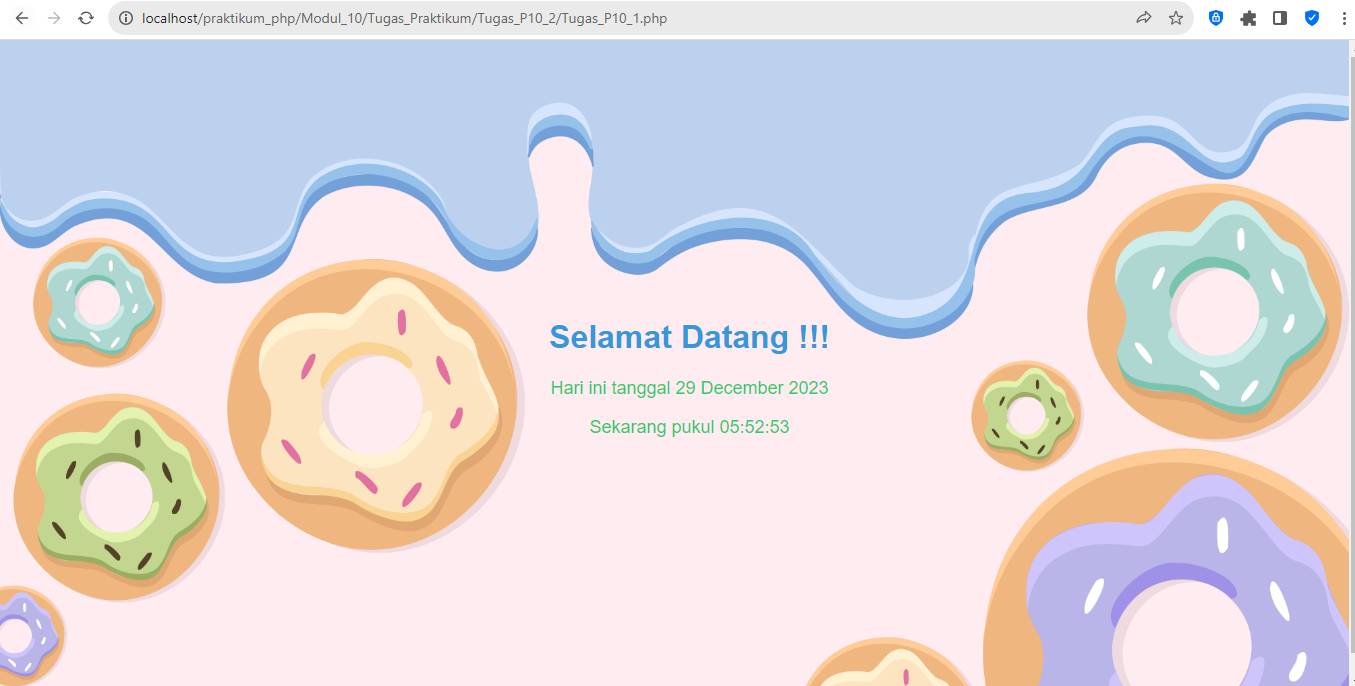 localhost/praktikum_php/Modul_10/Tugas_Praktikum/Tugas_P10_2/Tugas_P10_1.php
Selamat Datang !!!
Hari ini tanggal 29 December 2023
Sekarang pukul 05:52:53